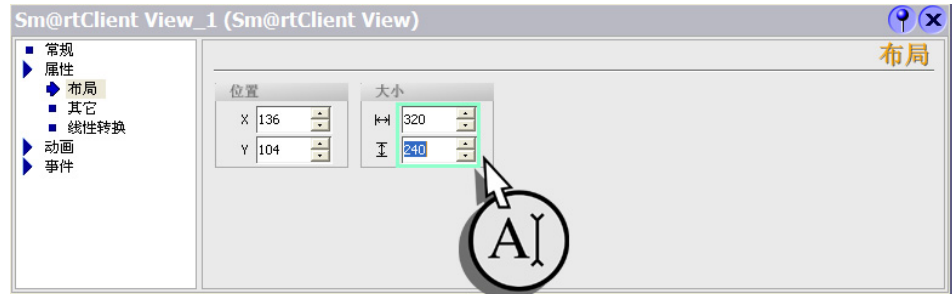 Sm@rtClient View_1 (Sm@rtClient View)
常规
属性
布局
其它
线性转换
动画
事件
布局
位置
X 136
Y 104
大小
320
240
A